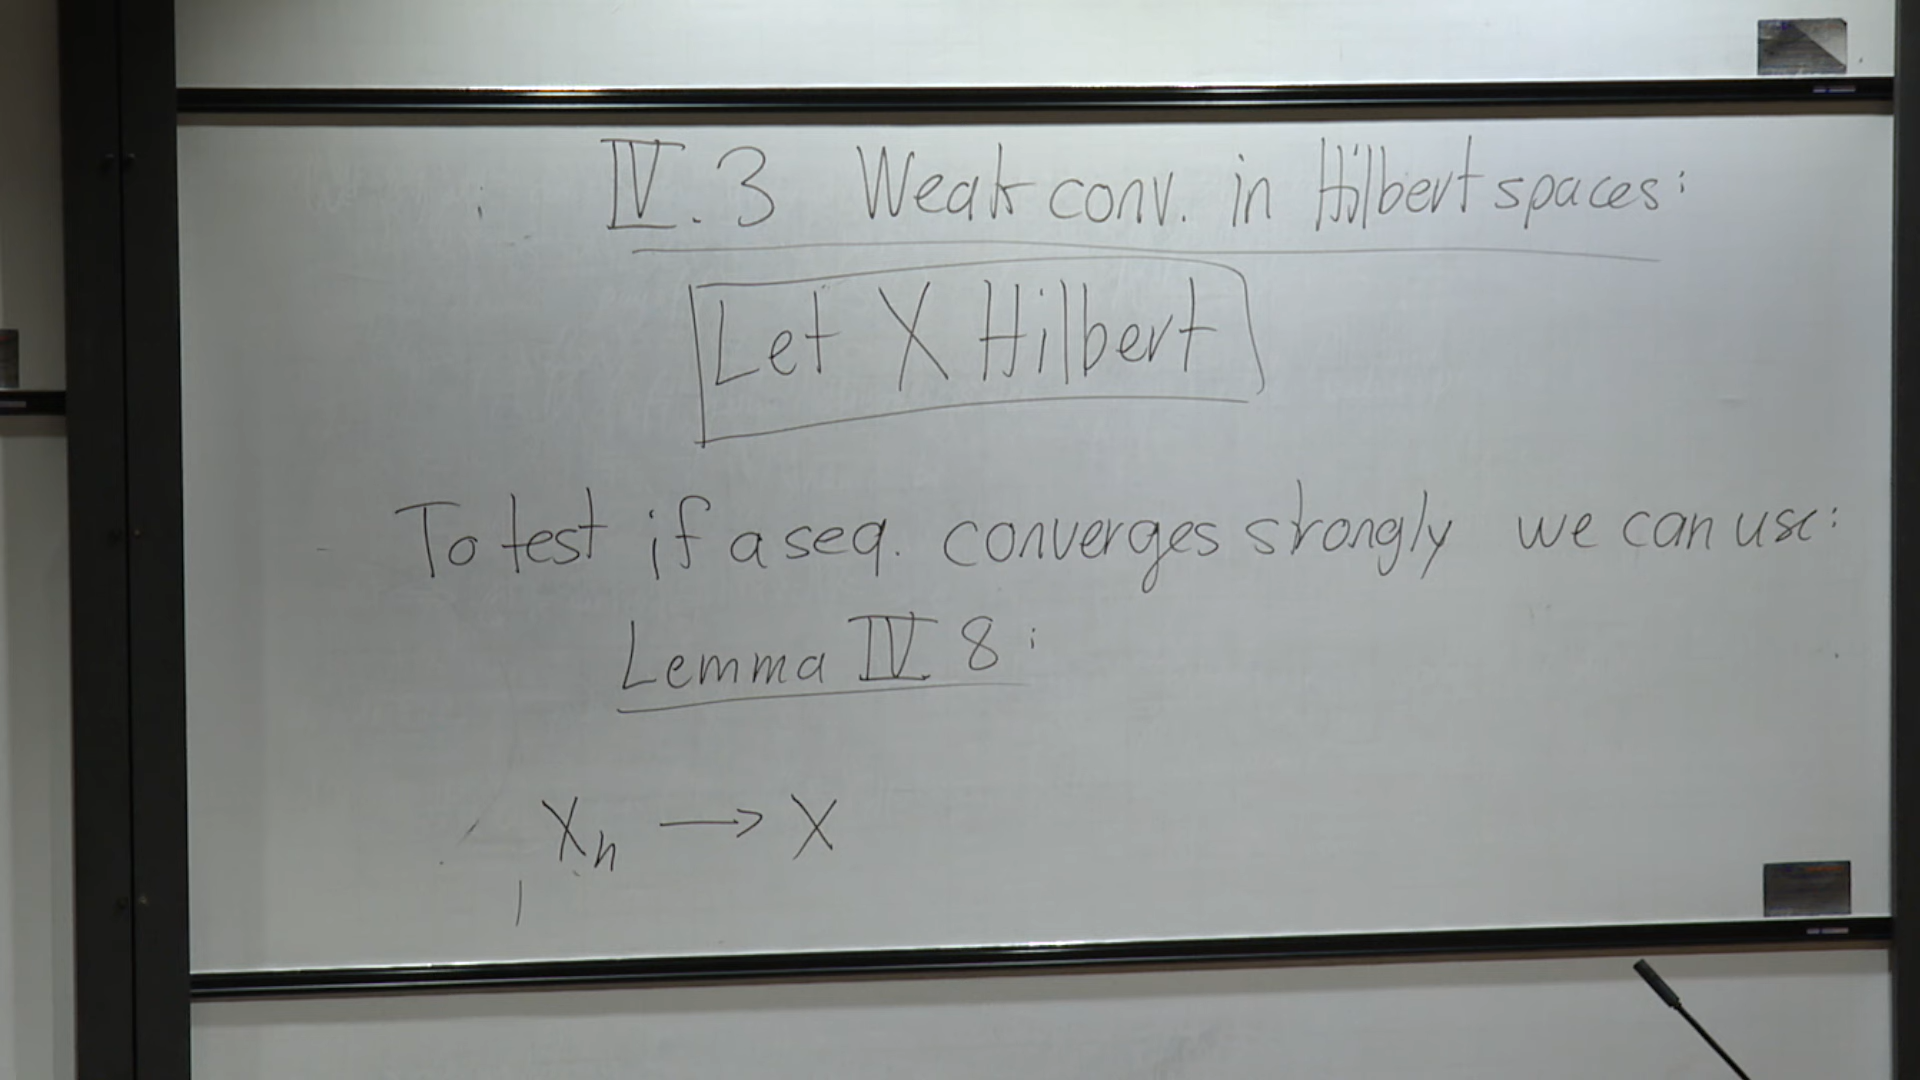 IV.3 Weak conv. in Hilbert spaces:
Let X Hilbert
To test if a seq. converges strongly we can use:
Lemma IV 8:
Xn → X